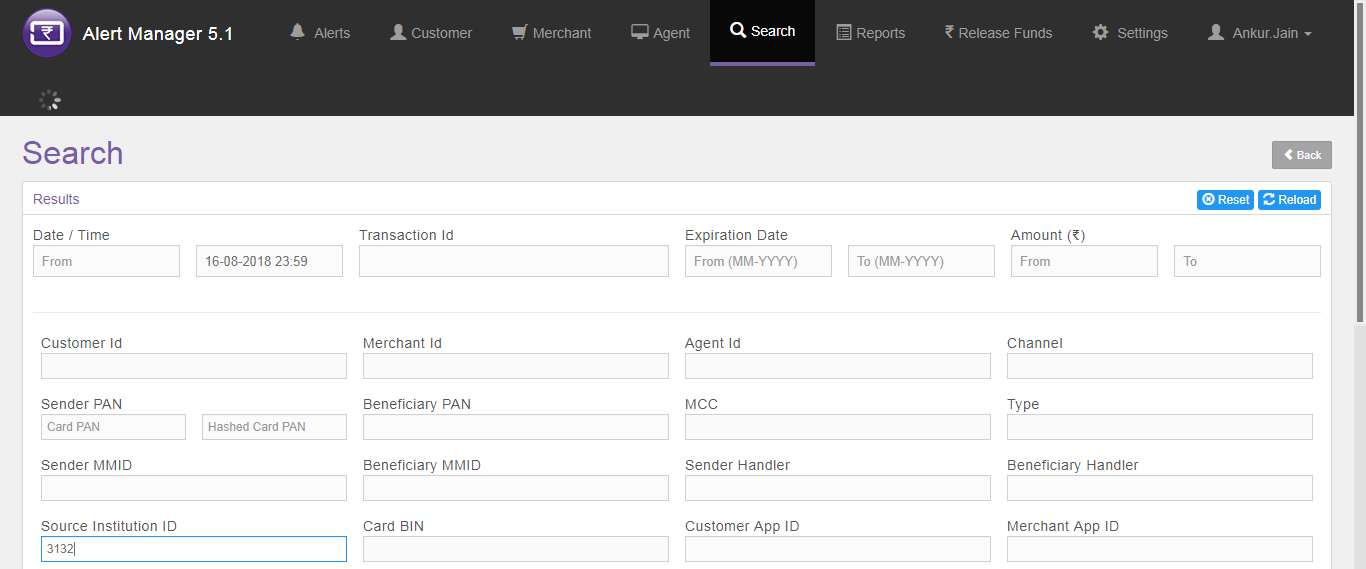 Alert Manager 5.1 Alerts Customer Merchant Agent Search Reports ₹ Release Funds Settings Ankur.Jain
Search
Back
Results Reset Reload
Date / Time Transaction Id Expiration Date Amount (₹)
From 16-08-2018 23:59 From (MM-YYYY) To (MM-YYYY) From To
Customer Id Merchant Id Agent Id Channel
Sender PAN Beneficiary PAN MCC Type
Card PAN Hashed Card PAN
Sender MMID Beneficiary MMID Sender Handler Beneficiary Handler
Source Institution ID Card BIN Customer App ID Merchant App ID
3132